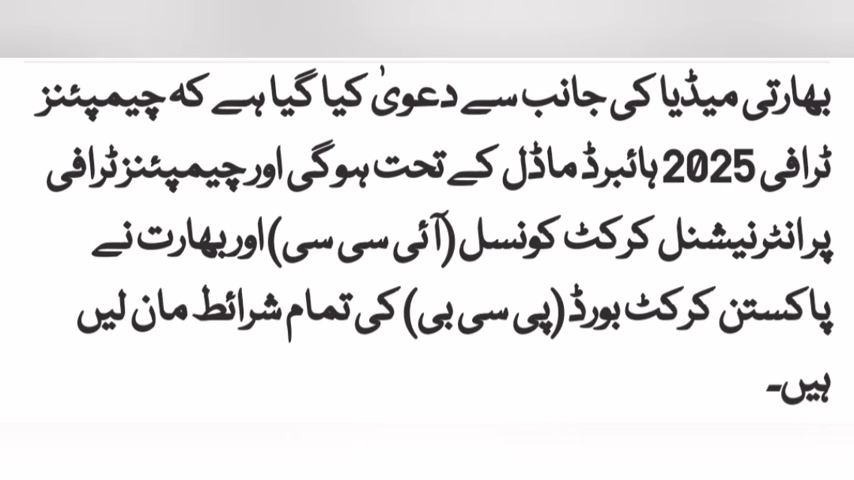 بھارتی میڈیا کی جانب سے دعویٰ کیا گیا ہے کہ چیمپئنز
ٹرافی 2025 ہائبرڈ ماڈل کے تحت ہوگی اور چیمپئنز ٹرافی
پر انٹرنیشنل کرکٹ کونسل (آئی سی سی) اور بھارت نے
پاکستن کرکٹ بورڈ (پی سی بی) کی تمام شرائط مان لیں
ہیں۔